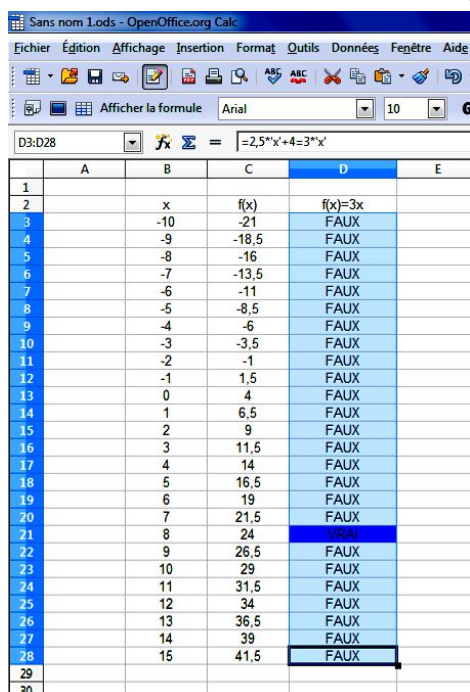 Sans nom 1.ods - OpenOffice.org Calc
Fichier Édition Affichage Insertion Format Outils Données Fenêtre Aide
Afficher la formule Arial 10 G
D3:D28 =2,5*'x'+4=3*'x'
A B C D E
1
2 x f(x) f(x)=3x
3 -10 -21 FAUX
4 -9 -18,5 FAUX
5 -8 -16 FAUX
6 -7 -13,5 FAUX
7 -6 -11 FAUX
8 -5 -8,5 FAUX
9 -4 -6 FAUX
10 -3 -3,5 FAUX
11 -2 -1 FAUX
12 -1 1,5 FAUX
13 0 4 FAUX
14 1 6,5 FAUX
15 2 9 FAUX
16 3 11,5 FAUX
17 4 14 FAUX
18 5 16,5 FAUX
19 6 19 FAUX
20 7 21,5 FAUX
21 8 24 VRAI
22 9 26,5 FAUX
23 10 29 FAUX
24 11 31,5 FAUX
25 12 34 FAUX
26 13 36,5 FAUX
27 14 39 FAUX
28 15 41,5 FAUX
29
30